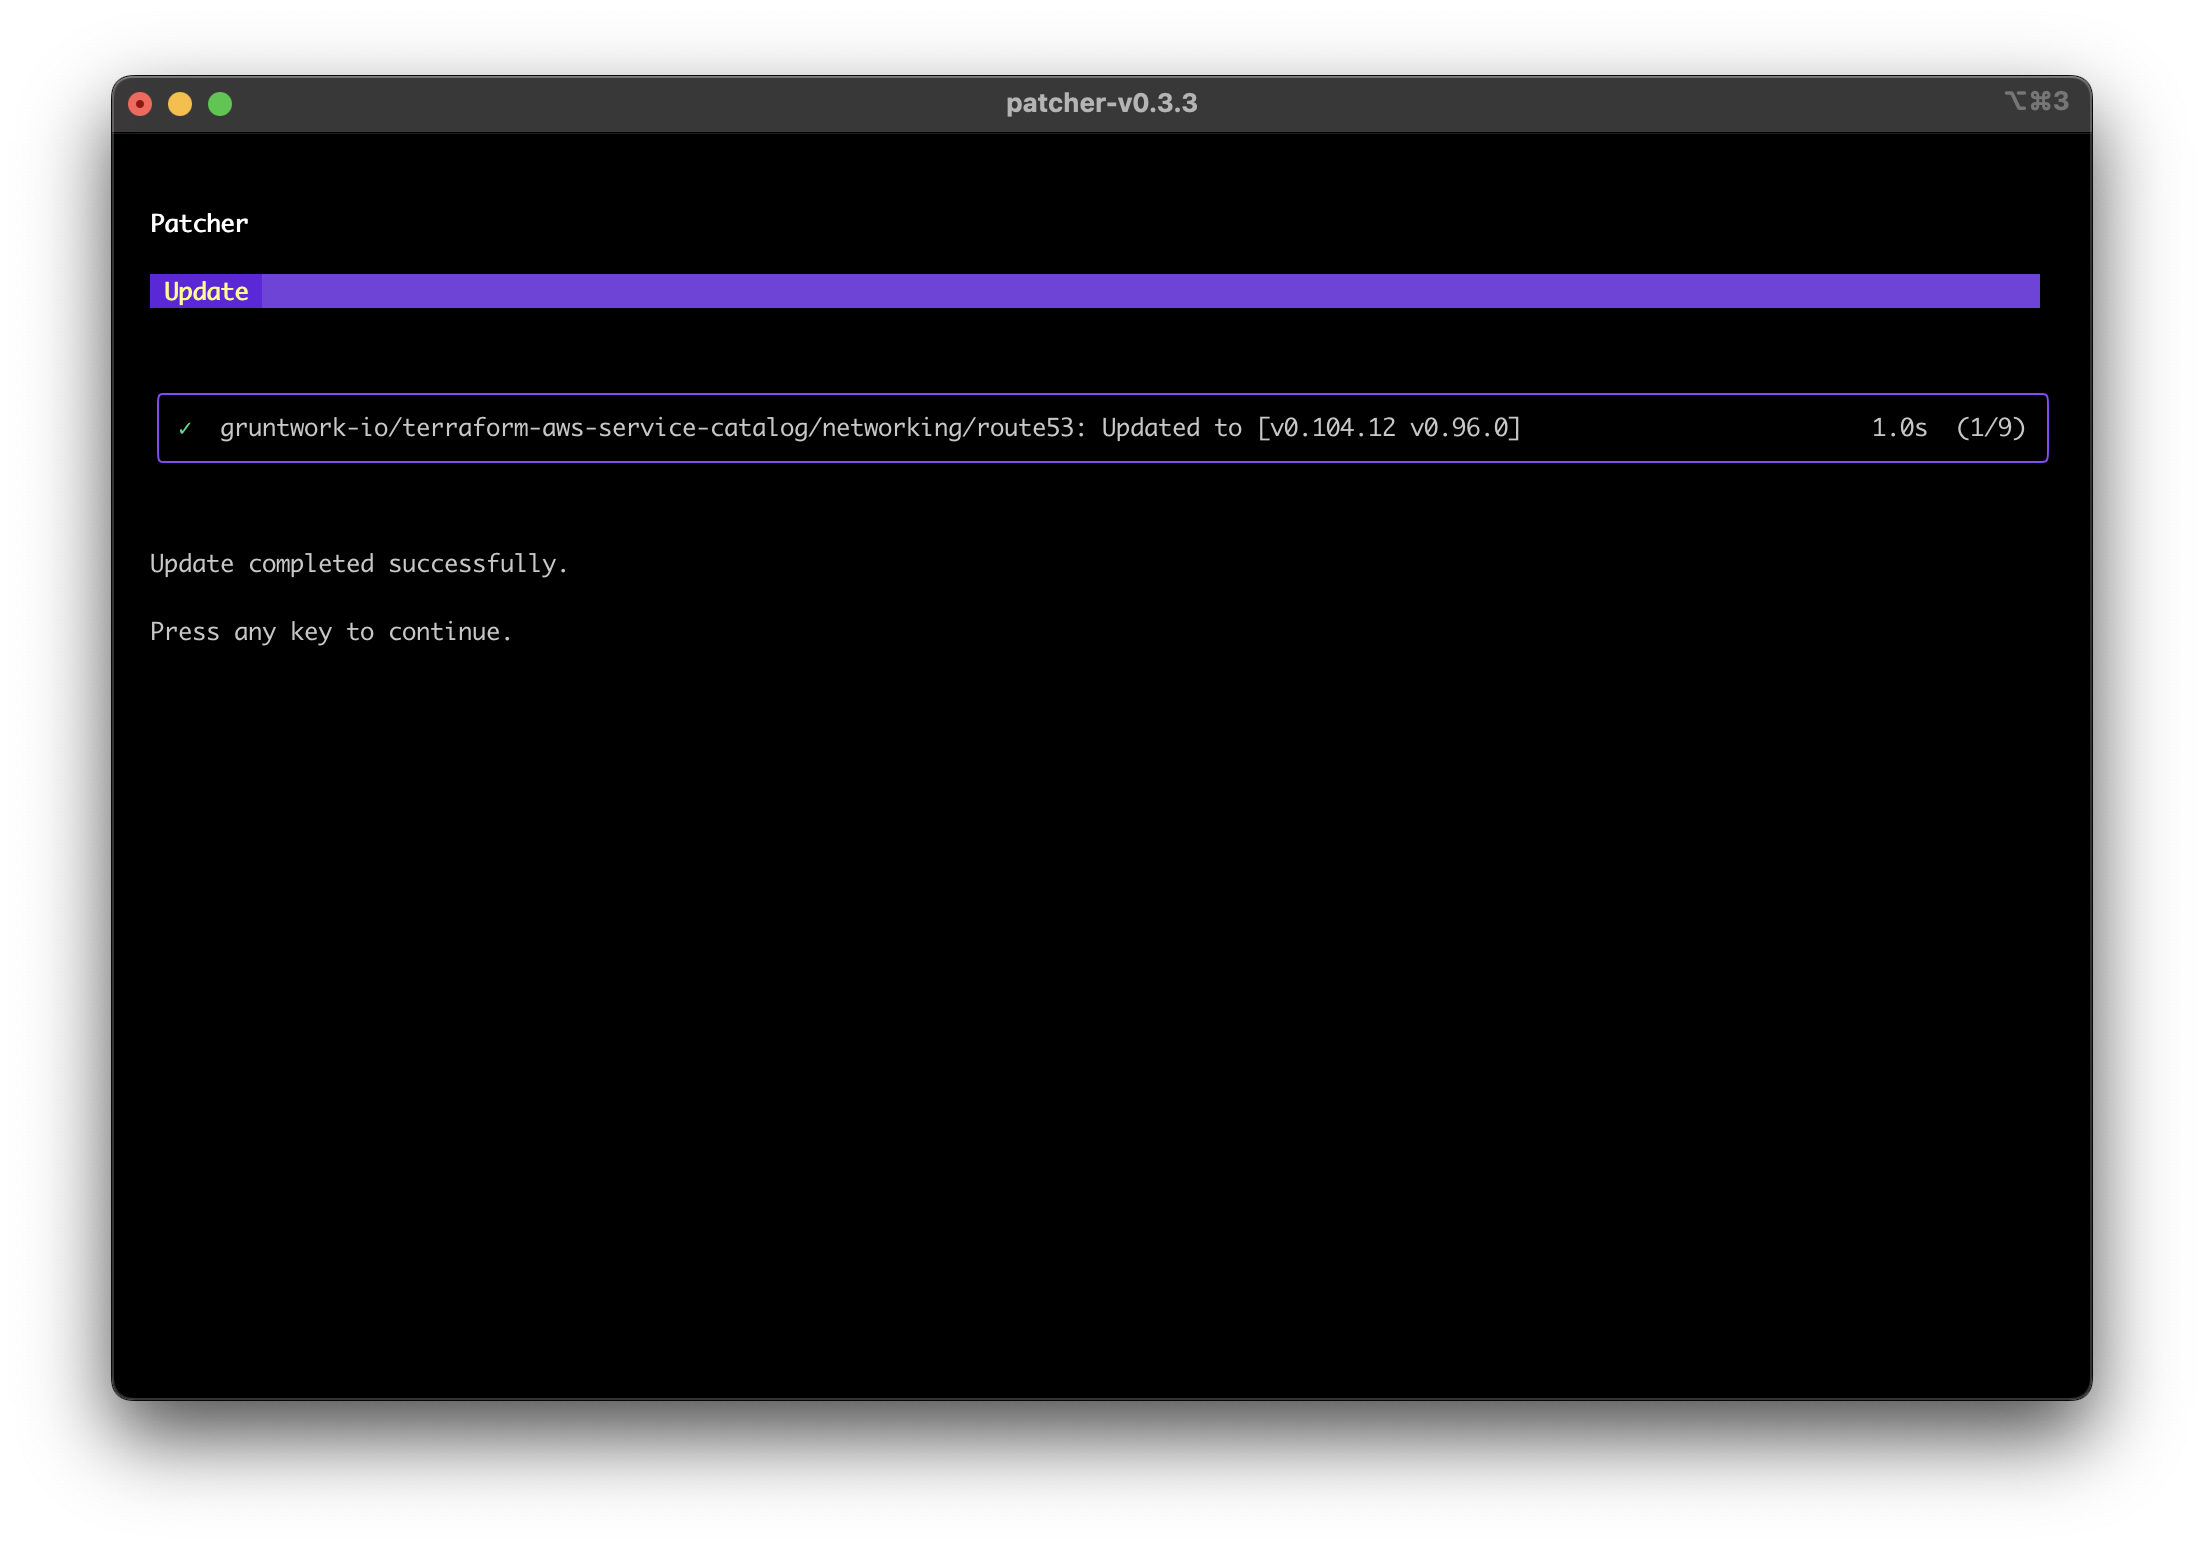 patcher-v0.3.3
⌥⌘3
Patcher
Update
✓ gruntwork-io/terraform-aws-service-catalog/networking/route53: Updated to [v0.104.12 v0.96.0] 1.0s (1/9)
Update completed successfully.
Press any key to continue.